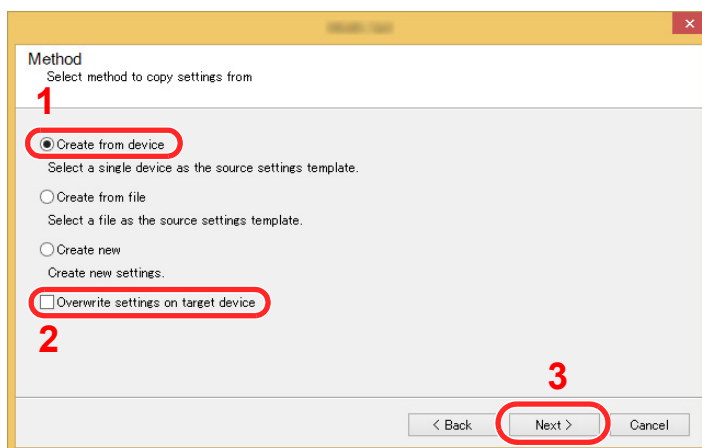 Method
Select method to copy settings from
1
Create from device
Select a single device as the source settings template.
Create from file
Select a file as the source settings template.
Create new
Create new settings.
Overwrite settings on target device
2
3
< Back Next > Cancel